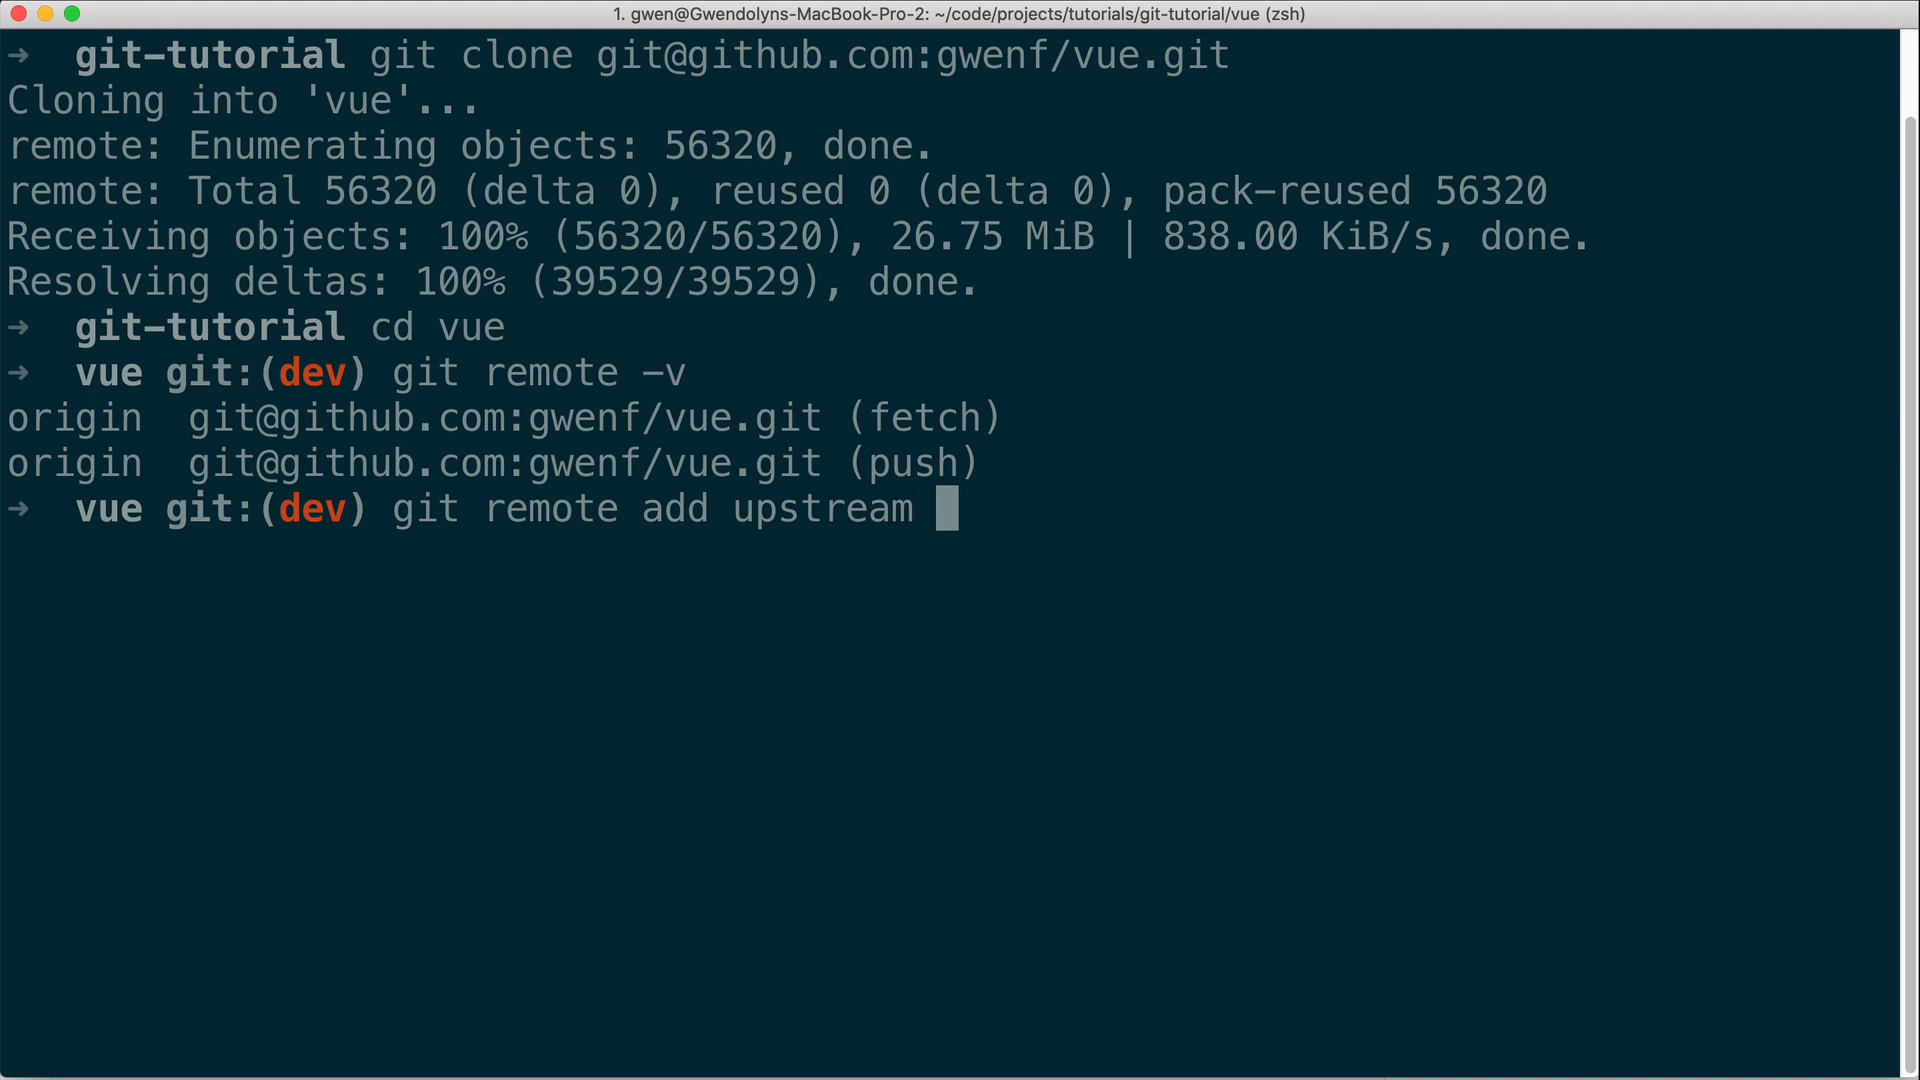 1. gwen@Gwendolyns-MacBook-Pro-2: ~/code/projects/tutorials/git-tutorial/vue (zsh)
➜ git-tutorial git clone git@github.com:gwenf/vue.git
Cloning into 'vue'...
remote: Enumerating objects: 56320, done.
remote: Total 56320 (delta 0), reused 0 (delta 0), pack-reused 56320
Receiving objects: 100% (56320/56320), 26.75 MiB | 838.00 KiB/s, done.
Resolving deltas: 100% (39529/39529), done.
➜ git-tutorial cd vue
➜ vue git:(dev) git remote -v
origin git@github.com:gwenf/vue.git (fetch)
origin git@github.com:gwenf/vue.git (push)
➜ vue git:(dev) git remote add upstream